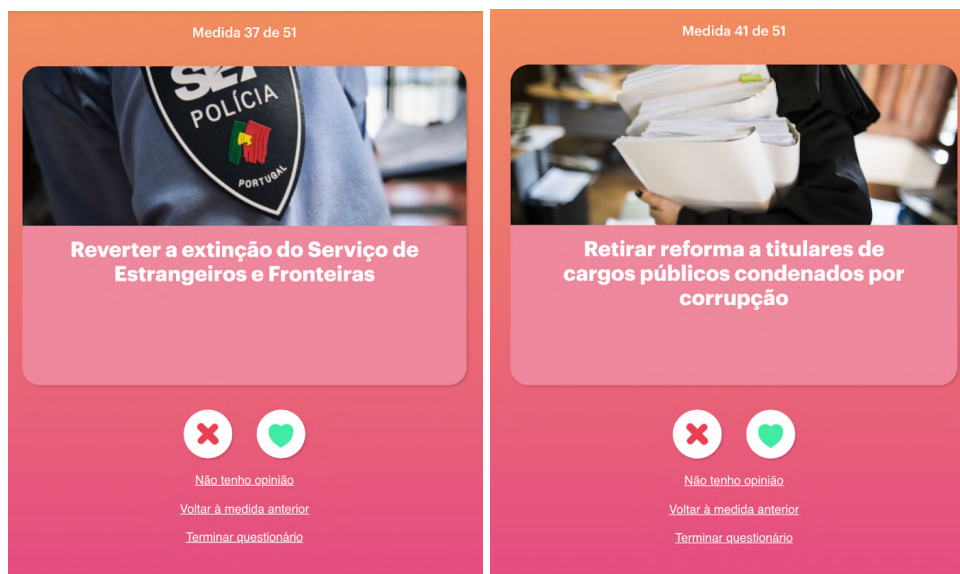 Medida 37 de 51
SEF
POLÍCIA
PORTUGAL
Reverter a extinção do Serviço de
Estrangeiros e Fronteiras
Não tenho opinião
Voltar à medida anterior
Terminar questionário
Medida 41 de 51
Retirar reforma a titulares de
cargos públicos condenados por
corrupção
Não tenho opinião
Voltar à medida anterior
Terminar questionário